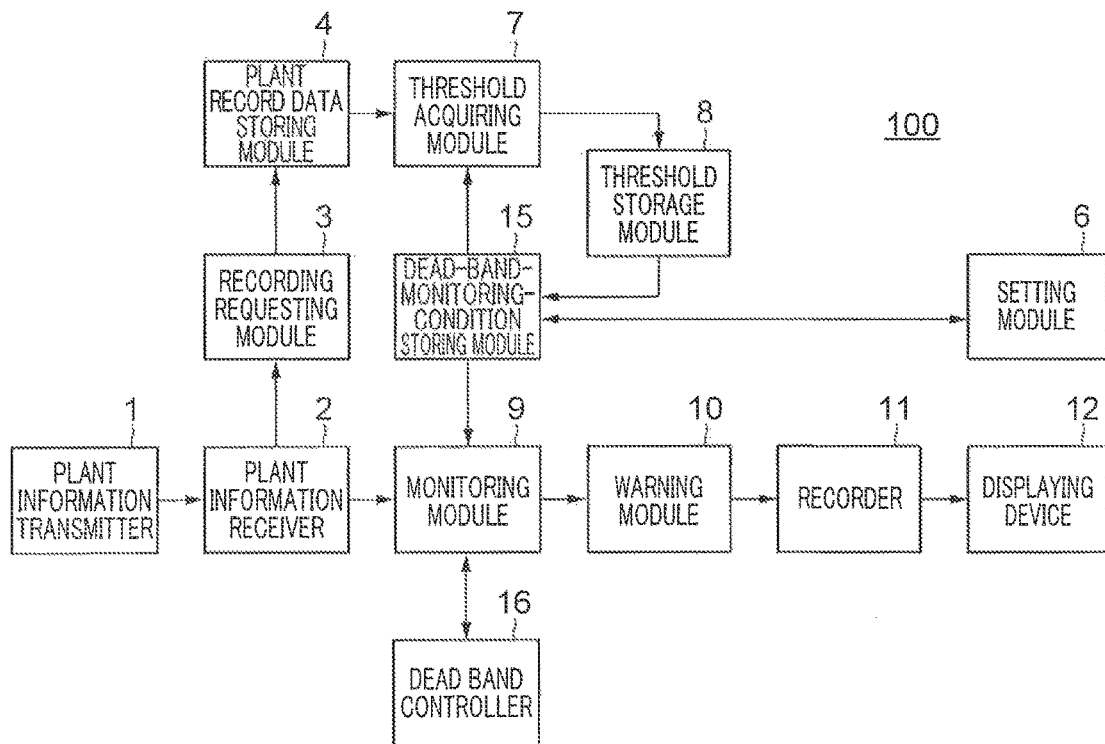 4
PLANT
RECORD DATA
STORING
MODULE
7
THRESHOLD
ACQUIRING
MODULE
8
THRESHOLD
STORAGE
MODULE
100
3
RECORDING
REQUESTING
MODULE
15
DEAD-BAND-
MONITORING-
CONDITION
STORING MODULE
6
SETTING
MODULE
1
PLANT
INFORMATION
TRANSMITTER
2
PLANT
INFORMATION
RECEIVER
9
MONITORING
MODULE
10
WARNING
MODULE
11
RECORDER
12
DISPLAYING
DEVICE
16
DEAD BAND
CONTROLLER